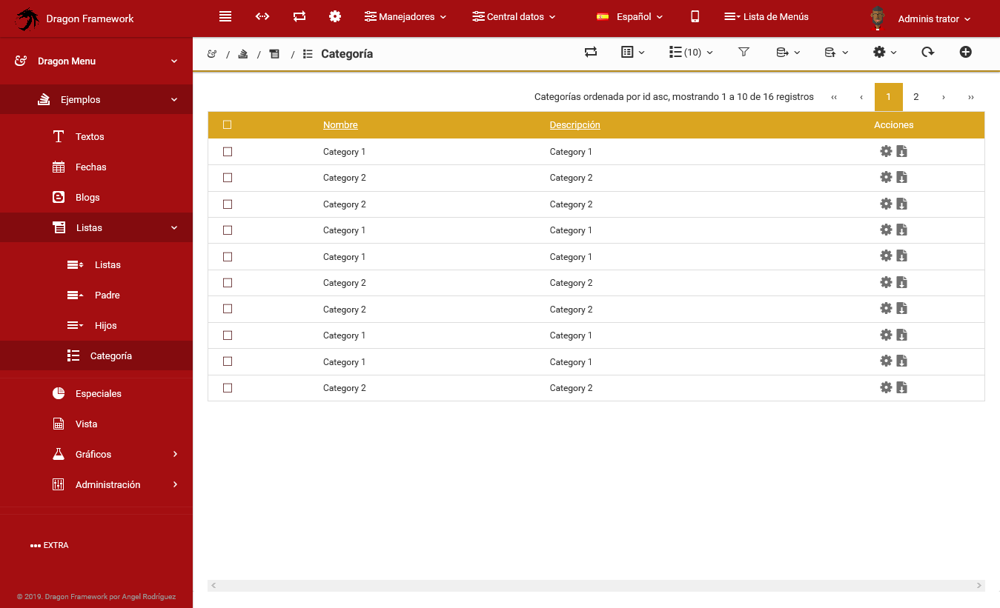 Dragon Framework
Manejadores
Central datos
Español
Lista de Menús
Adminis trator
Dragon Menu
Ejemplos
Textos
Fechas
Blogs
Listas
Listas
Padre
Hijos
Categoría
Especiales
Vista
Gráficos
Administración
EXTRA
© 2019. Dragon Framework por Angel Rodríguez
/ / / Categoría
(10)
Categorías ordenada por id asc, mostrando 1 a 10 de 16 registros ‹‹ ‹ 1 2 › ››
Nombre Descripción Acciones
Category 1 Category 1
Category 2 Category 2
Category 2 Category 2
Category 1 Category 1
Category 1 Category 1
Category 2 Category 2
Category 2 Category 2
Category 1 Category 1
Category 1 Category 1
Category 2 Category 2